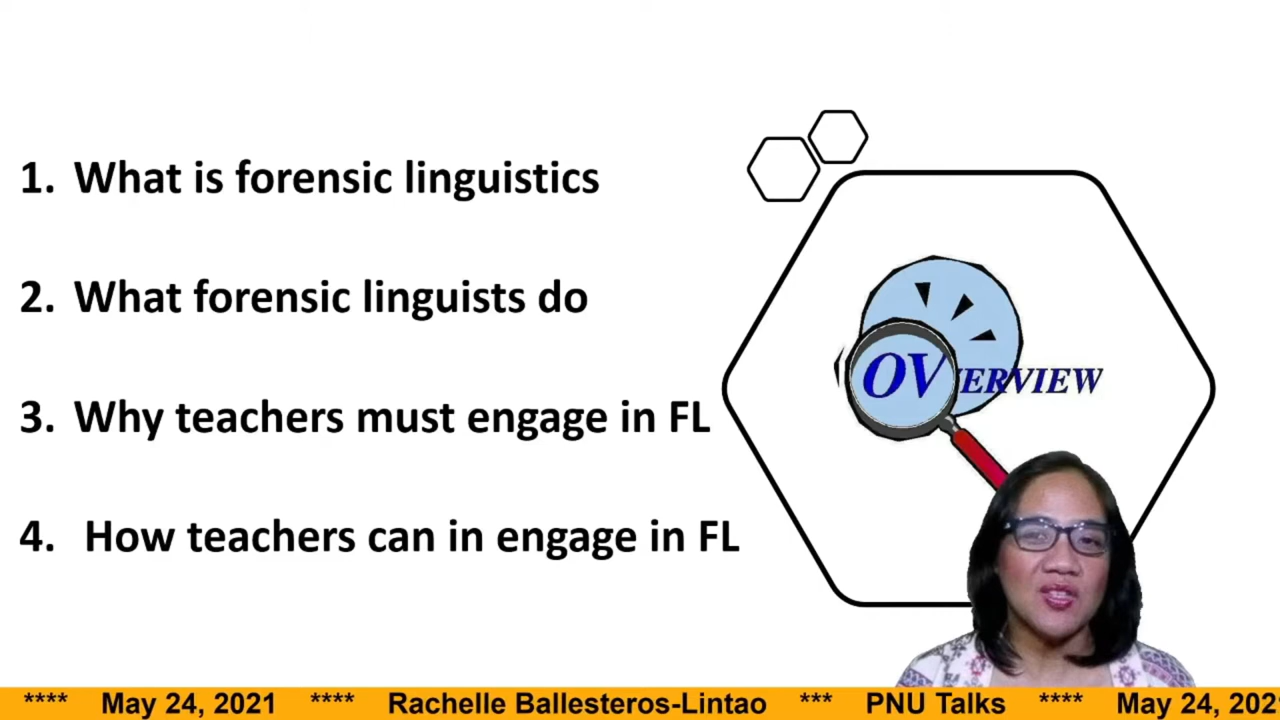 1. What is forensic linguistics
2. What forensic linguists do
3. Why teachers must engage in FL
4. How teachers can in engage in FL
OVERVIEW
**** May 24, 2021 **** Rachelle Ballesteros-Lintao *** PNU Talks **** May 24, 202